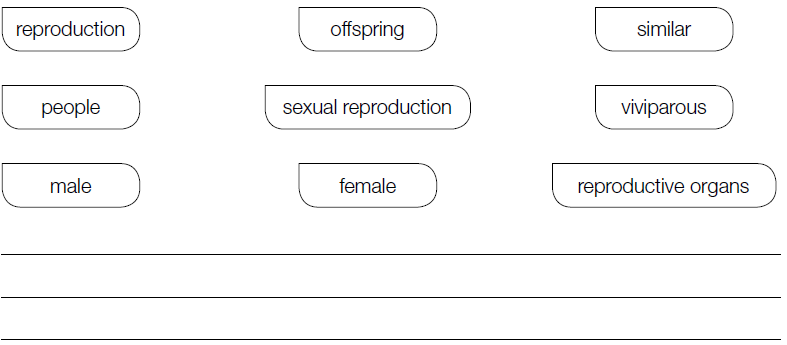 reproduction offspring similar
people sexual reproduction viviparous
male female reproductive organs